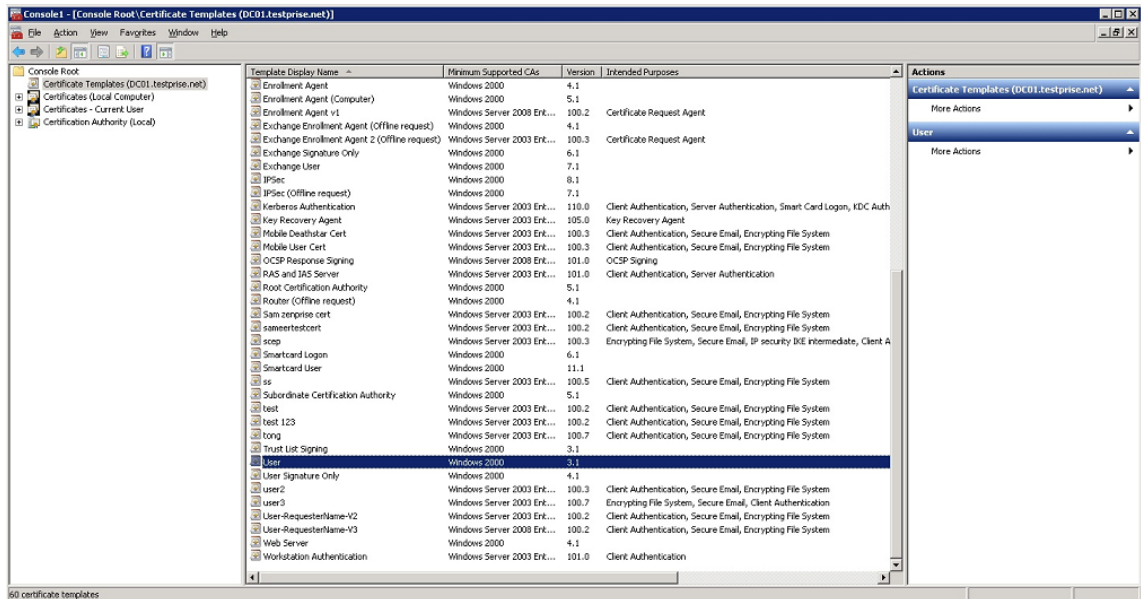 Console1 - [Console Root\Certificate Templates (DC01.testprise.net)]
File Action View Favorites Window Help
Console Root
Certificate Templates (DC01.testprise.net)
Certificates (Local Computer)
Certificates - Current User
Certification Authority (Local)
Template Display Name Minimum Supported CAs Version Intended Purposes
Enrollment Agent Windows 2000 4.1
Enrollment Agent (Computer) Windows 2000 5.1
Enrollment Agent v1 Windows Server 2008 Ent... 100.2 Certificate Request Agent
Exchange Enrollment Agent (Offline request) Windows 2000 4.1
Exchange Enrollment Agent 2 (Offline request) Windows Server 2003 Ent... 100.3 Certificate Request Agent
Exchange Signature Only Windows 2000 6.1
Exchange User Windows 2000 7.1
IPSec Windows 2000 8.1
IPSec (Offline request) Windows 2000 7.1
Kerberos Authentication Windows Server 2003 Ent... 110.0 Client Authentication, Server Authentication, Smart Card Logon, KDC Auth
Key Recovery Agent Windows Server 2003 Ent... 105.0 Key Recovery Agent
Mobile Deathstar Cert Windows Server 2003 Ent... 100.3 Client Authentication, Secure Email, Encrypting File System
Mobile User Cert Windows Server 2003 Ent... 100.3 Client Authentication, Secure Email, Encrypting File System
OCSP Response Signing Windows Server 2008 Ent... 101.0 OCSP Signing
RAS and IAS Server Windows Server 2003 Ent... 101.0 Client Authentication, Server Authentication
Root Certification Authority Windows 2000 5.1
Router (Offline request) Windows 2000 4.1
Sam zenprise cert Windows Server 2003 Ent... 100.2 Client Authentication, Secure Email, Encrypting File System
sameertestcert Windows Server 2003 Ent... 100.2 Client Authentication, Secure Email, Encrypting File System
scep Windows Server 2003 Ent... 100.3 Encrypting File System, Secure Email, IP security IKE intermediate, Client A
Smartcard Logon Windows 2000 6.1
Smartcard User Windows 2000 11.1
ss Windows Server 2003 Ent... 100.5 Client Authentication, Secure Email, Encrypting File System
Subordinate Certification Authority Windows 2000 5.1
test Windows Server 2003 Ent... 100.2 Client Authentication, Secure Email, Encrypting File System
test 123 Windows Server 2003 Ent... 100.2 Client Authentication, Secure Email, Encrypting File System
tong Windows Server 2003 Ent... 100.7 Client Authentication, Secure Email, Encrypting File System
Trust List Signing Windows 2000 3.1
User Windows 2000 3.1
User Signature Only Windows 2000 4.1
user2 Windows Server 2003 Ent... 100.3 Client Authentication, Secure Email, Encrypting File System
user3 Windows Server 2003 Ent... 100.7 Encrypting File System, Secure Email, Client Authentication
User-RequesterName-V2 Windows Server 2003 Ent... 100.2 Client Authentication, Secure Email, Encrypting File System
User-RequesterName-V3 Windows Server 2008 Ent... 100.2 Client Authentication, Secure Email, Encrypting File System
Web Server Windows 2000 4.1
Workstation Authentication Windows Server 2003 Ent... 101.0 Client Authentication
Actions
Certificate Templates (DC01.testprise.net)
More Actions
User
More Actions
60 certificate templates